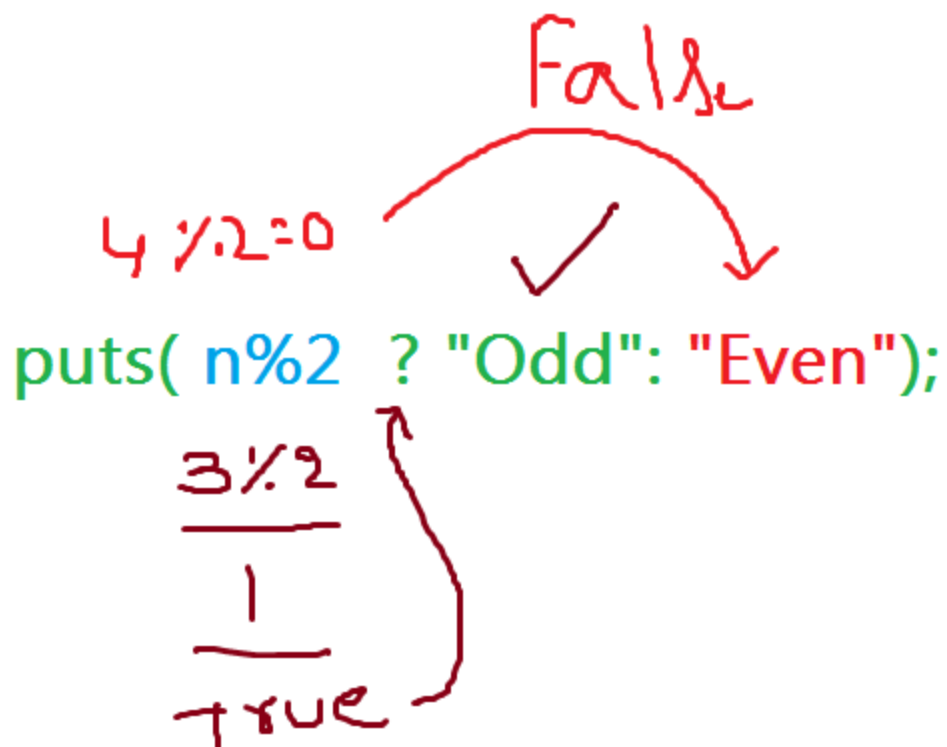 False
4%2=0
puts( n%2 ? "Odd": "Even");
3%2
1
True